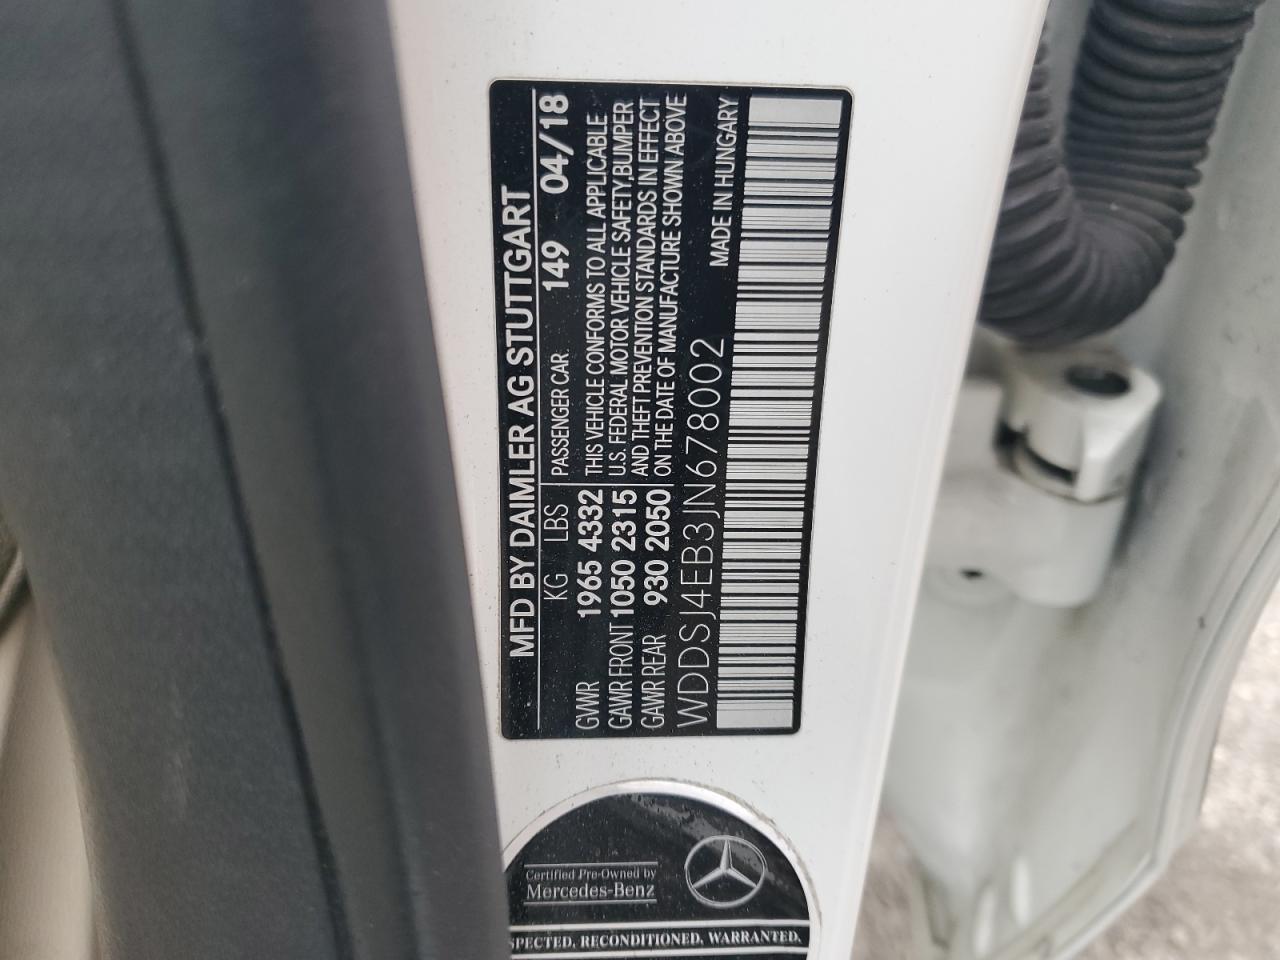 MFD BY DAIMLER AG STUTTGART
KG LBS PASSENGER CAR. 149 04/18
GVWR 1965 4332 THIS VEHICLE CONFORMS TO ALL APPLICABLE
GAWR FRONT 1050 2315 U.S. FEDERAL MOTOR VEHICLE SAFETY,BUMPER
GAWR REAR 930 2050 AND THEFT PREVENTION STANDARDS IN EFFECT
ON THE DATE OF MANUFACTURE SHOWN ABOVE
WDDSJ4EB3JN678002 MADE IN HUNGARY
Certified Pre-Owned by
Mercedes-Benz
RECONDITIONED, WARRANTED.